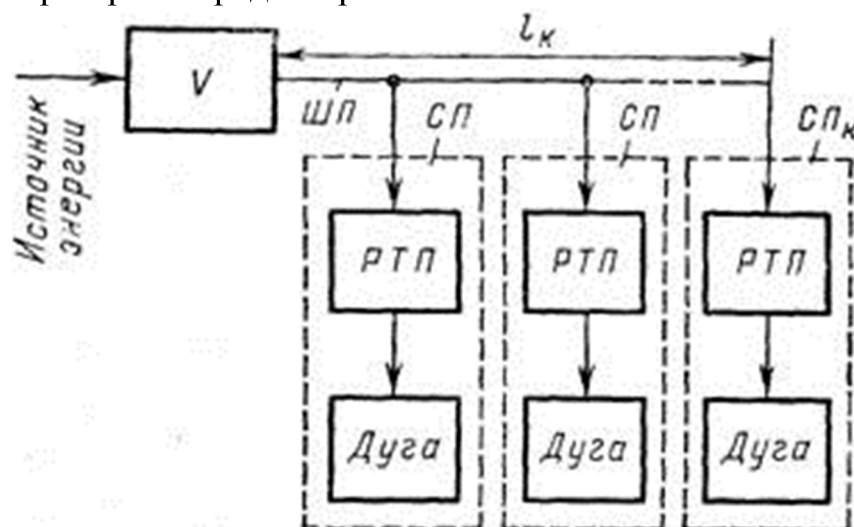 l_к
V
ШП
СП
СП
СП_к
Источник
энергии
РТП
РТП
РТП
Дуга
Дуга
Дуга